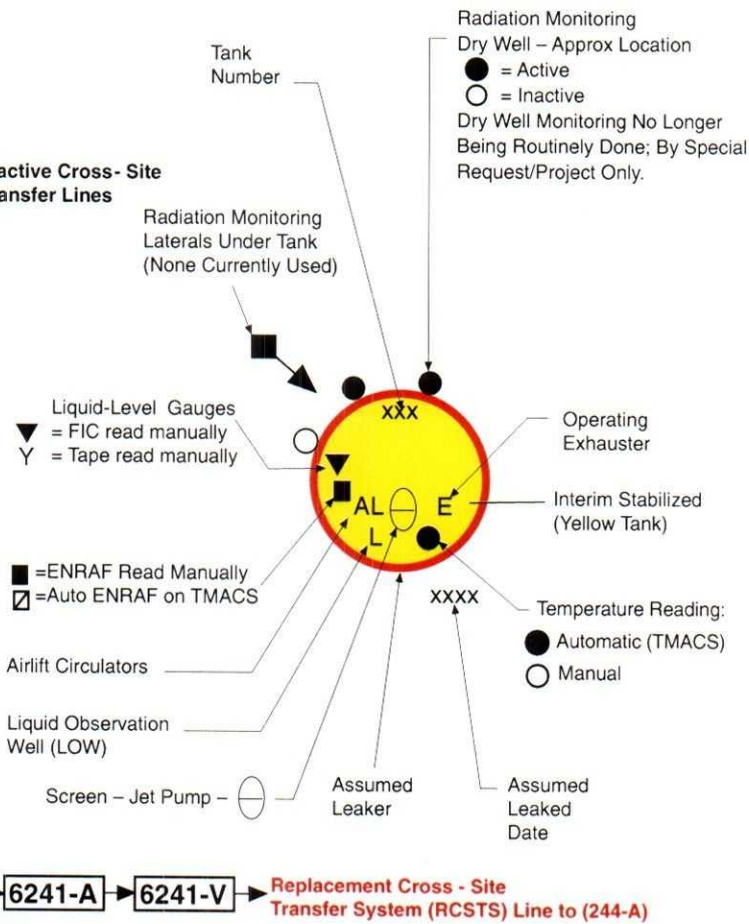 Radiation Monitoring
Dry Well – Approx Location
= Active
= Inactive
Dry Well Monitoring No Longer
Being Routinely Done; By Special
Request/Project Only.
Tank
Number
active Cross- Site
ansfer Lines
Radiation Monitoring
Laterals Under Tank
(None Currently Used)
Liquid-Level Gauges
= FIC read manually
Y = Tape read manually
xxx
Operating
Exhauster
AL E
Interim Stabilized
(Yellow Tank)
L
=ENRAF Read Manually
=Auto ENRAF on TMACS
xxxx
Temperature Reading:
Automatic (TMACS)
Manual
Airlift Circulators
Liquid Observation
Well (LOW)
Screen – Jet Pump –
Assumed
Leaker
Assumed
Leaked
Date
6241-A 6241-V Replacement Cross - Site
Transfer System (RCSTS) Line to (244-A)